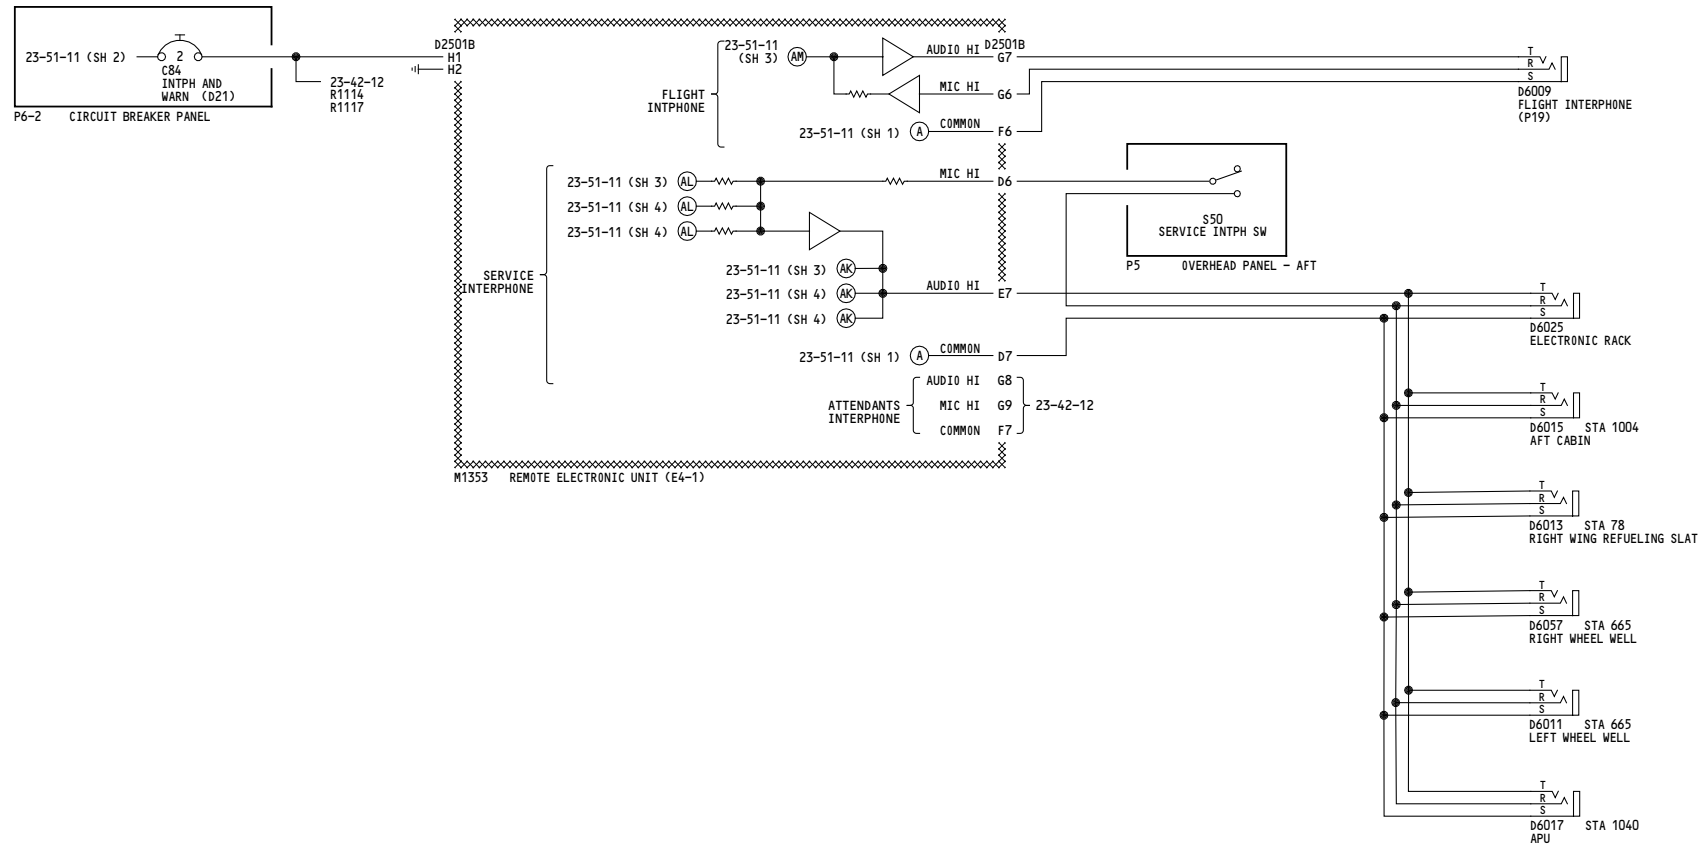 23-51-11 (SH 2)
2
C84
INTPH AND
WARN (D21)
P6-2 CIRCUIT BREAKER PANEL
23-42-12
R1114
R1117
D2501B
H1
H2
FLIGHT
INTPHONE
23-51-11
(SH 3)
AM
AUDIO HI
D2501B
G7
MIC HI
G6
23-51-11 (SH 1)
A
COMMON
F6
T
R
S
D6009
FLIGHT INTERPHONE
(P19)
SERVICE
INTERPHONE
23-51-11 (SH 3)
AL
MIC HI
D6
23-51-11 (SH 4)
AL
23-51-11 (SH 4)
AL
23-51-11 (SH 3)
AK
23-51-11 (SH 4)
AK
AUDIO HI
E7
23-51-11 (SH 4)
AK
23-51-11 (SH 1)
A
COMMON
D7
S50
SERVICE INTPH SW
P5 OVERHEAD PANEL - AFT
ATTENDANTS
INTERPHONE
AUDIO HI G8
MIC HI G9
COMMON F7
23-42-12
M1353 REMOTE ELECTRONIC UNIT (E4-1)
T
R
S
D6025
ELECTRONIC RACK
T
R
S
D6015 STA 1004
AFT CABIN
T
R
S
D6013 STA 78
RIGHT WING REFUELING SLAT
T
R
S
D6057 STA 665
RIGHT WHEEL WELL
T
R
S
D6011 STA 665
LEFT WHEEL WELL
T
R
S
D6017 STA 1040
APU